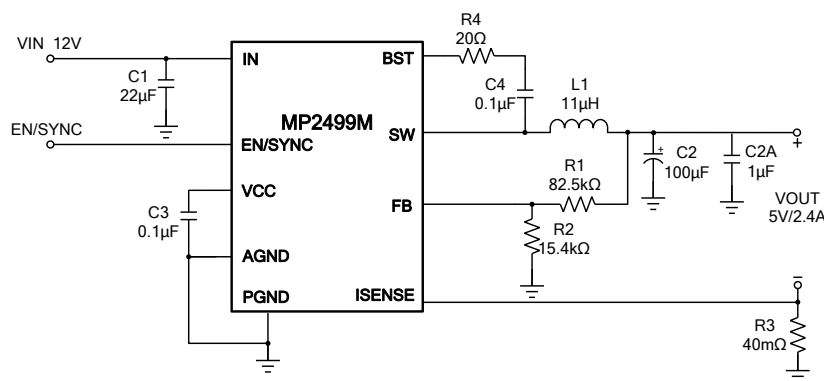 VIN 12V
C1
22µF
EN/SYNC
IN
BST
MP2499M
SW
EN/SYNC
VCC
FB
AGND
PGND
ISENSE
C3
0.1µF
R4
20Ω
C4
0.1µF
L1
11µH
R1
82.5kΩ
R2
15.4kΩ
+
C2
100µF
C2A
1µF
+
VOUT
5V/2.4A
–
R3
40mΩ